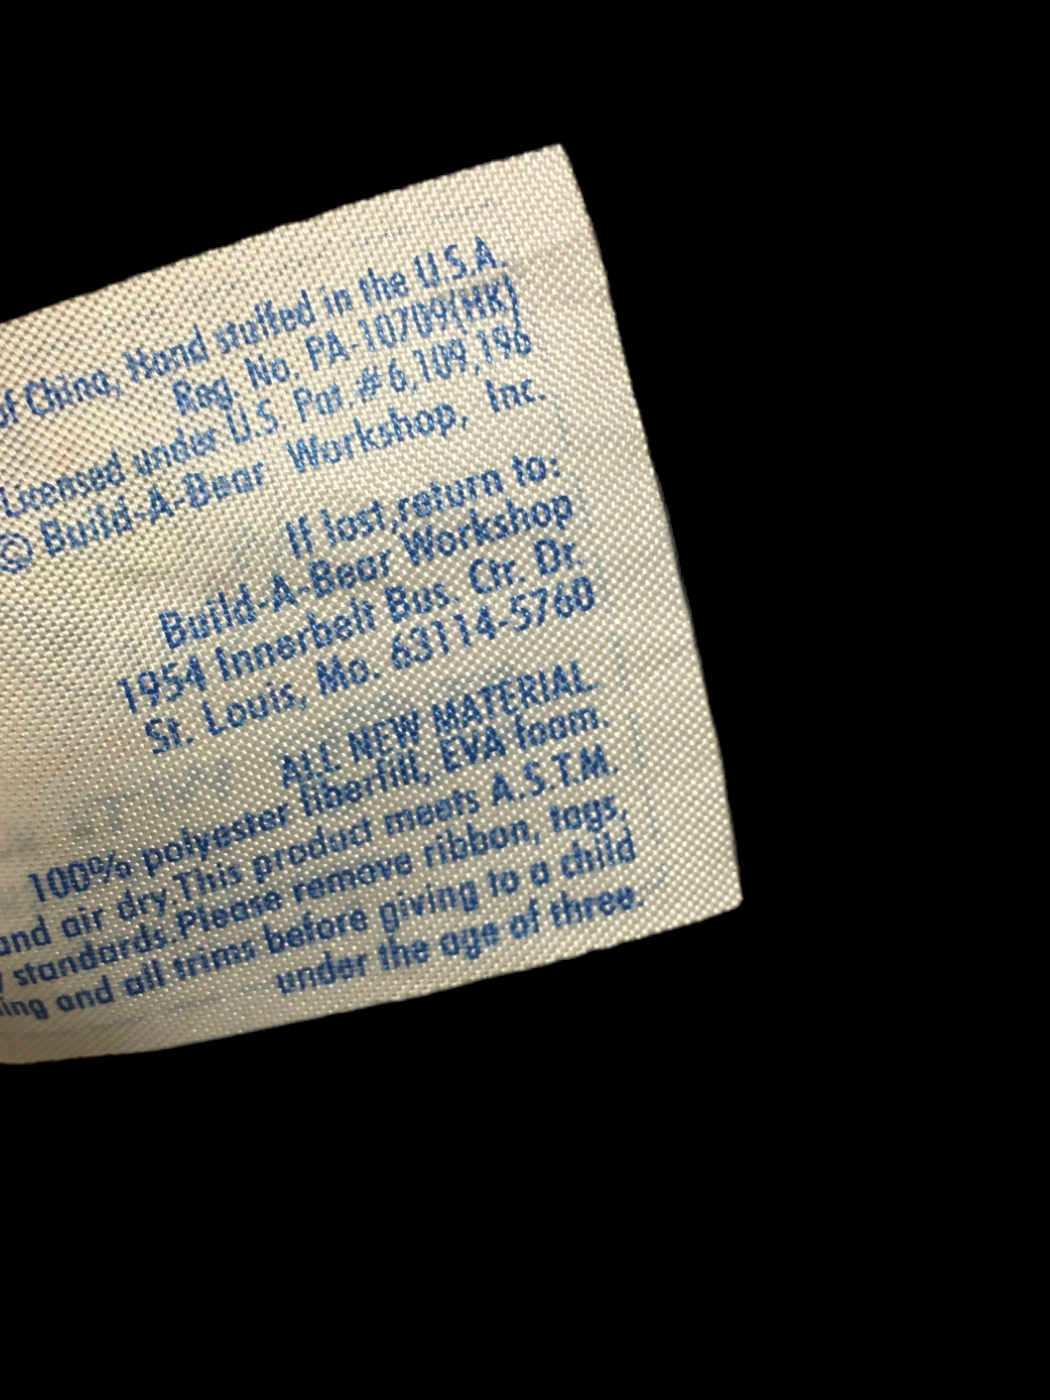 of China, Hand stuffed in the U.S.A.
Reg. No. PA-10709(HK)
Licensed under U.S. Pat.#6,109,196
© Build-A-Bear Workshop, Inc.
If lost,return to:
Build-A-Bear Workshop
1954 Innerbelt Bus. Ctr. Dr.
St. Louis, Mo. 63114-5760
ALL NEW MATERIAL
100% polyester fiberfill, EVA foam.
and air dry.This product meets A.S.T.M.
standards.Please remove ribbon, tags,
ing and all trims before giving to a child
under the age of three.